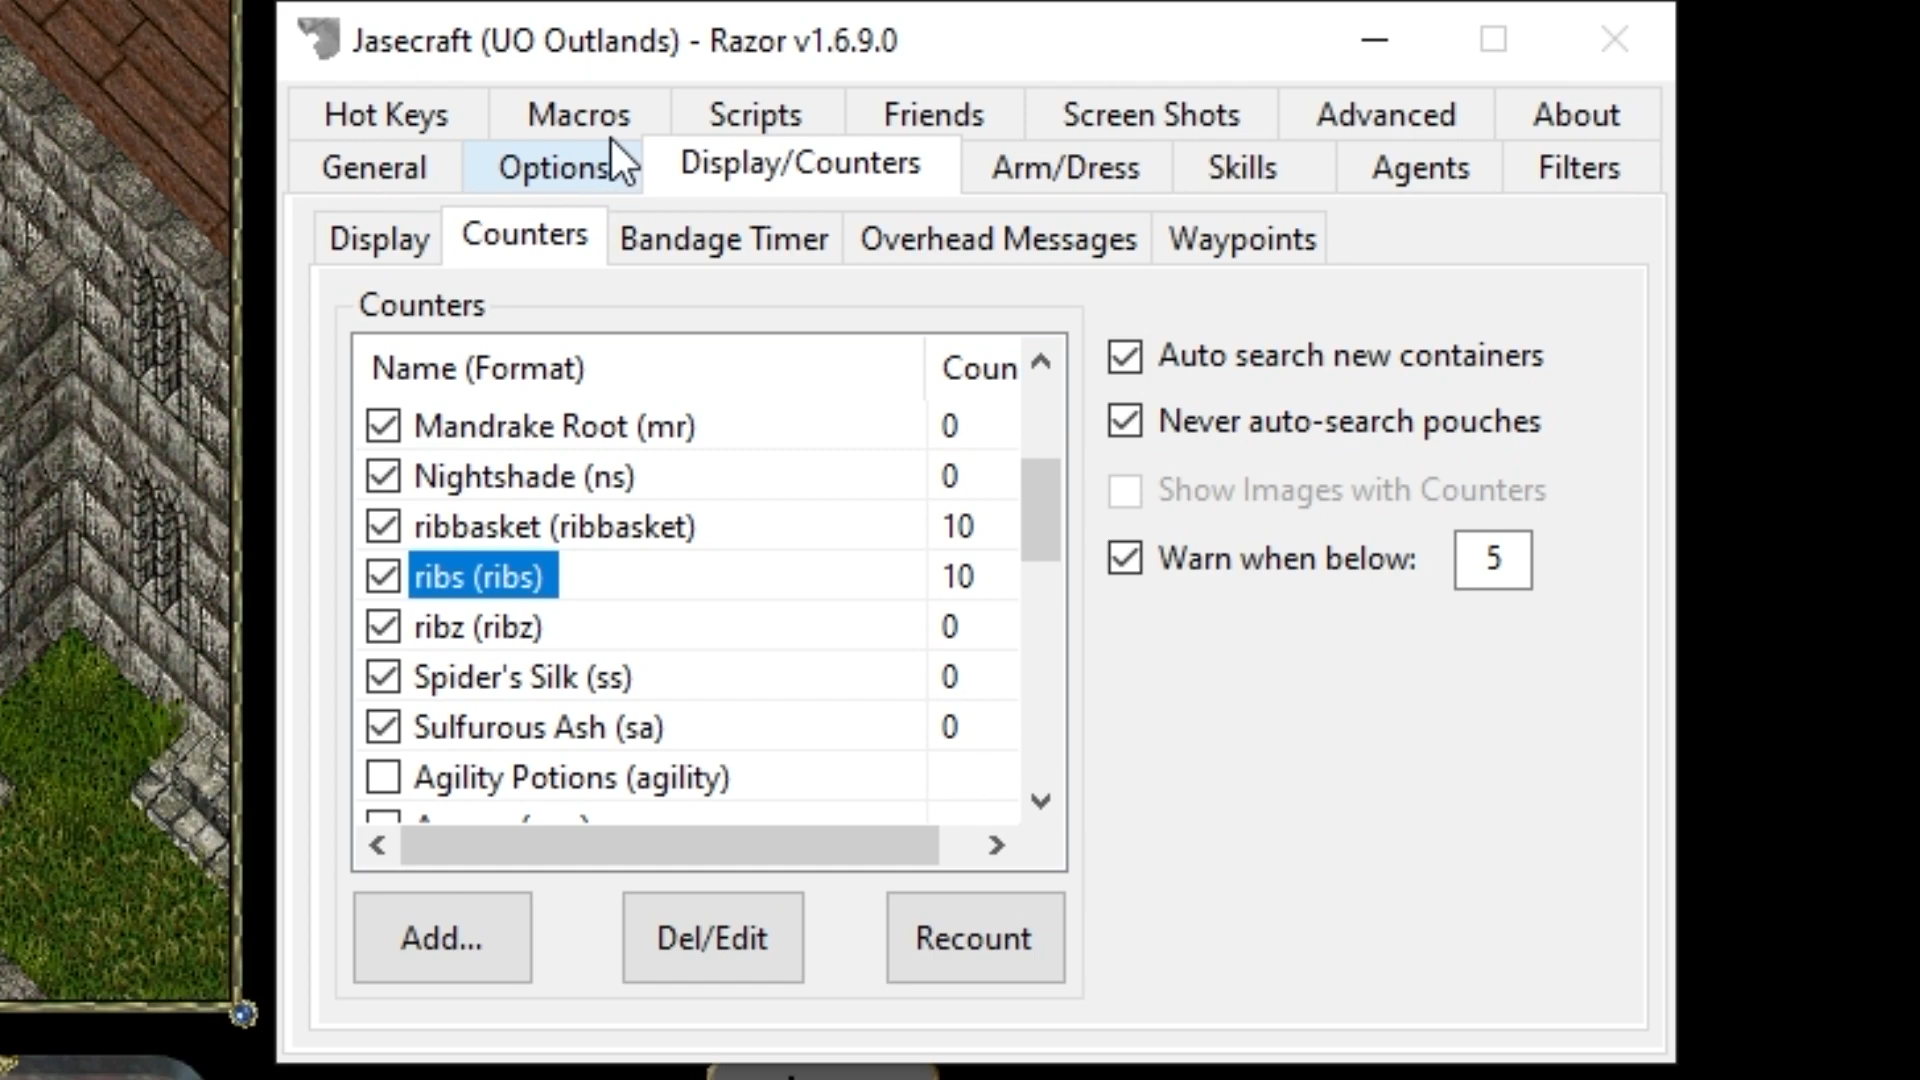 Jasecraft (UO Outlands) - Razor v1.6.9.0
Hot Keys Macros Scripts Friends Screen Shots Advanced About
General Options Display/Counters Arm/Dress Skills Agents Filters
Display Counters Bandage Timer Overhead Messages Waypoints
Counters
Name (Format) Coun
Mandrake Root (mr) 0
Nightshade (ns) 0
ribbasket (ribbasket) 10
ribs (ribs) 10
ribz (ribz) 0
Spider's Silk (ss) 0
Sulfurous Ash (sa) 0
Agility Potions (agility)
Add... Del/Edit Recount
Auto search new containers
Never auto-search pouches
Show Images with Counters
Warn when below: 5